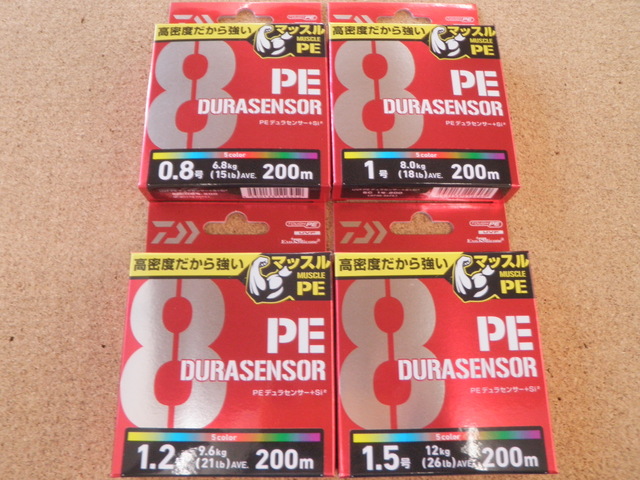 高密度だから強い
マッスル
MUSCLE
PE
8
PE
DURASENSOR
PEデュラセンサー+Si²
5color
0.8号 6.8kg (15lb)AVE. 200m
高密度だから強い
マッスル
MUSCLE
PE
8
PE
DURASENSOR
PEデュラセンサー+Si²
5color
1号 8.0kg (18lb)AVE. 200m
高密度だから強い
マッスル
MUSCLE
PE
8
PE
DURASENSOR
PEデュラセンサー+Si²
5color
1.2号 9.6kg (21lb)AVE. 200m
高密度だから強い
マッスル
MUSCLE
PE
8
PE
DURASENSOR
PEデュラセンサー+Si²
5color
1.5号 12kg (26lb)AVE. 200m